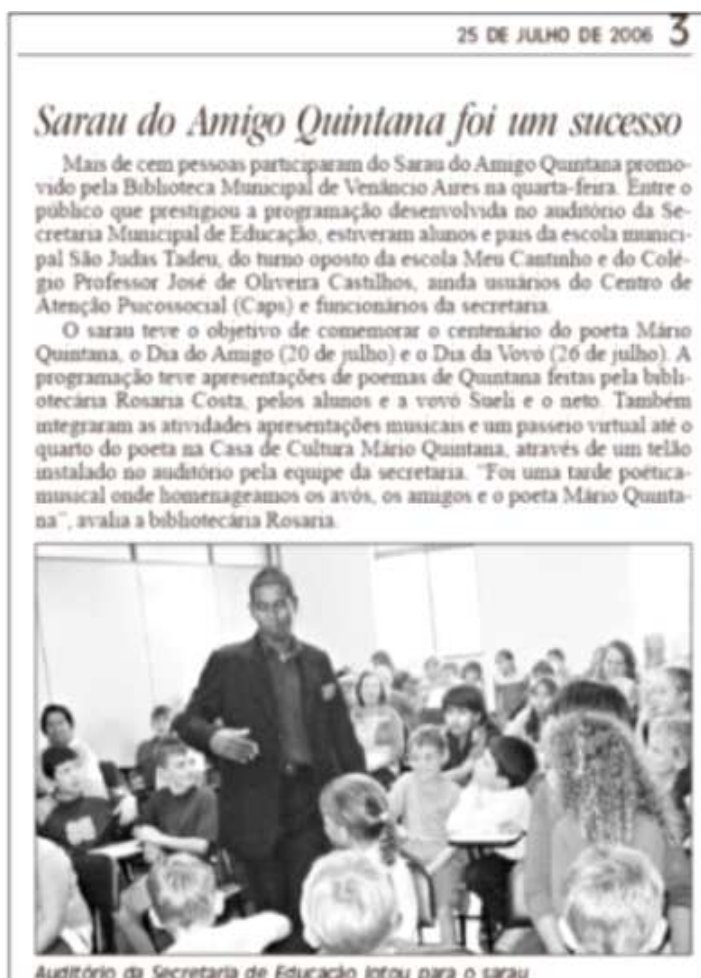 25 DE JULHO DE 2006 3
Sarau do Amigo Quintana foi um sucesso
Mais de cem pessoas participaram do Sarau do Amigo Quintana promo-
vido pela Biblioteca Municipal de Venâncio Aires na quarta-feira. Entre o
público que prestigiou a programação desenvolvida no auditório da Se-
cretaria Municipal de Educação, estiveram alunos e pais da escola munici-
pal São Judas Tadeu, do turno oposto da escola Meu Cantinho e do Colé-
gio Professor José de Oliveira Castilhos, ainda usuários do Centro de
Atenção Psicossocial (Caps) e funcionários da secretaria.
O sarau teve o objetivo de comemorar o centenário do poeta Mário
Quintana, o Dia do Amigo (20 de julho) e o Dia da Vovó (26 de julho). A
programação teve apresentações de poemas de Quintana feitas pela bibli-
otecária Rosaria Costa, pelos alunos e a vovó Sueli e o neto. Também
integraram as atividades apresentações musicais e um passeio virtual até o
quarto do poeta na Casa de Cultura Mário Quintana, através de um telão
instalado no auditório pela equipe da secretaria. "Foi uma tarde poética-
musical onde homenageamos os avós, os amigos e o poeta Mário Quinta-
na", avalia a bibliotecária Rosaria.
Auditório da Secretaria de Educação lotou para o sarau